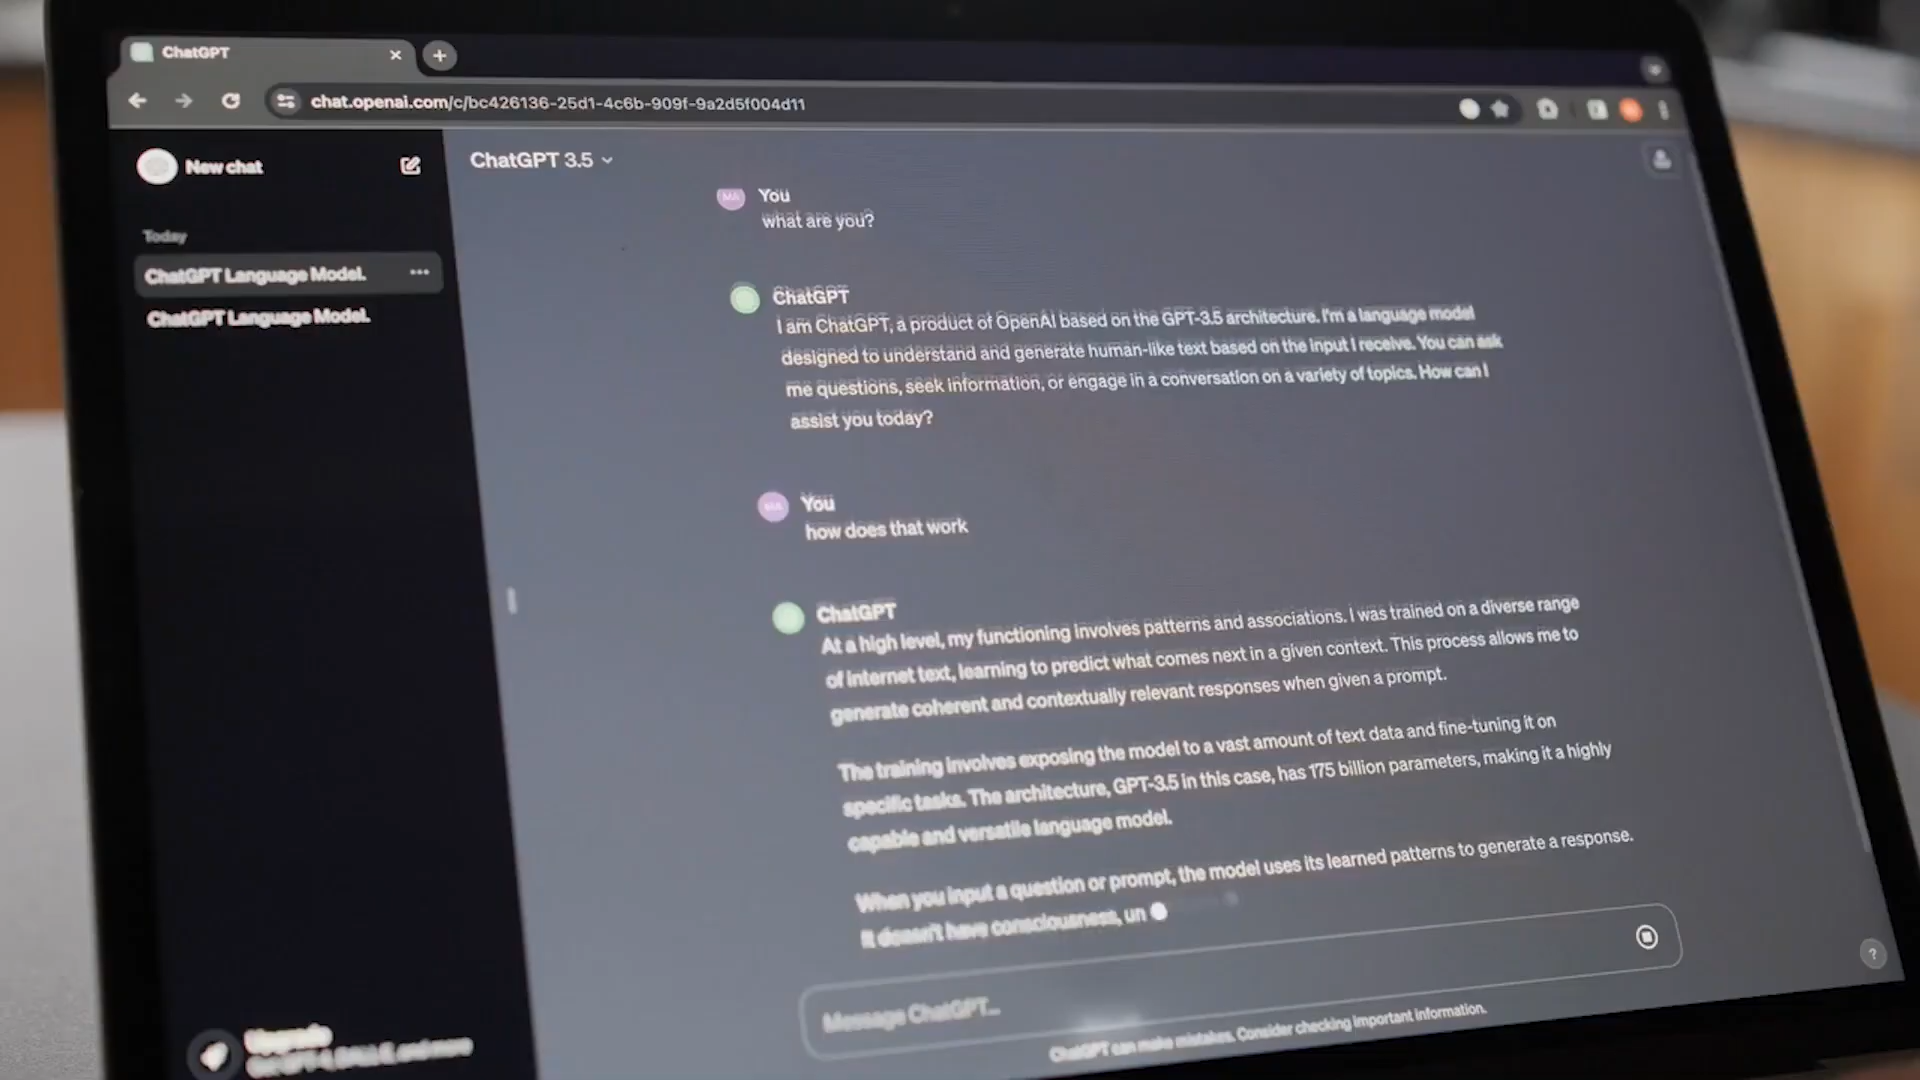 ChatGPT
chat.openai.com/c/bc426136-25d1-4c6b-909f-9a2d5f004d11
New chat
Today
ChatGPT Language Model.
ChatGPT Language Model.
Upgrade
and more
ChatGPT 3.5
You
what are you?
ChatGPT
I am ChatGPT, a product of OpenAI based on the GPT-3.5 architecture. I'm a language model
designed to understand and generate human-like text based on the input I receive. You can ask
me questions, seek information, or engage in a conversation on a variety of topics. How can I
assist you today?
MA
You
how does that work
ChatGPT
At a high level, my functioning involves patterns and associations. I was trained on a diverse range
of internet text, learning to predict what comes next in a given context. This process allows me to
generate coherent and contextually relevant responses when given a prompt.
The training involves exposing the model to a vast amount of text data and fine-tuning it on
specific tasks. The architecture, GPT-3.5 in this case, has 175 billion parameters, making it a highly
capable and versatile language model.
When you input a question or prompt, the model uses its learned patterns to generate a response.
It doesn't have consciousness, un
Message ChatGPT...
ChatGPT can make mistakes. Consider checking important information.
?